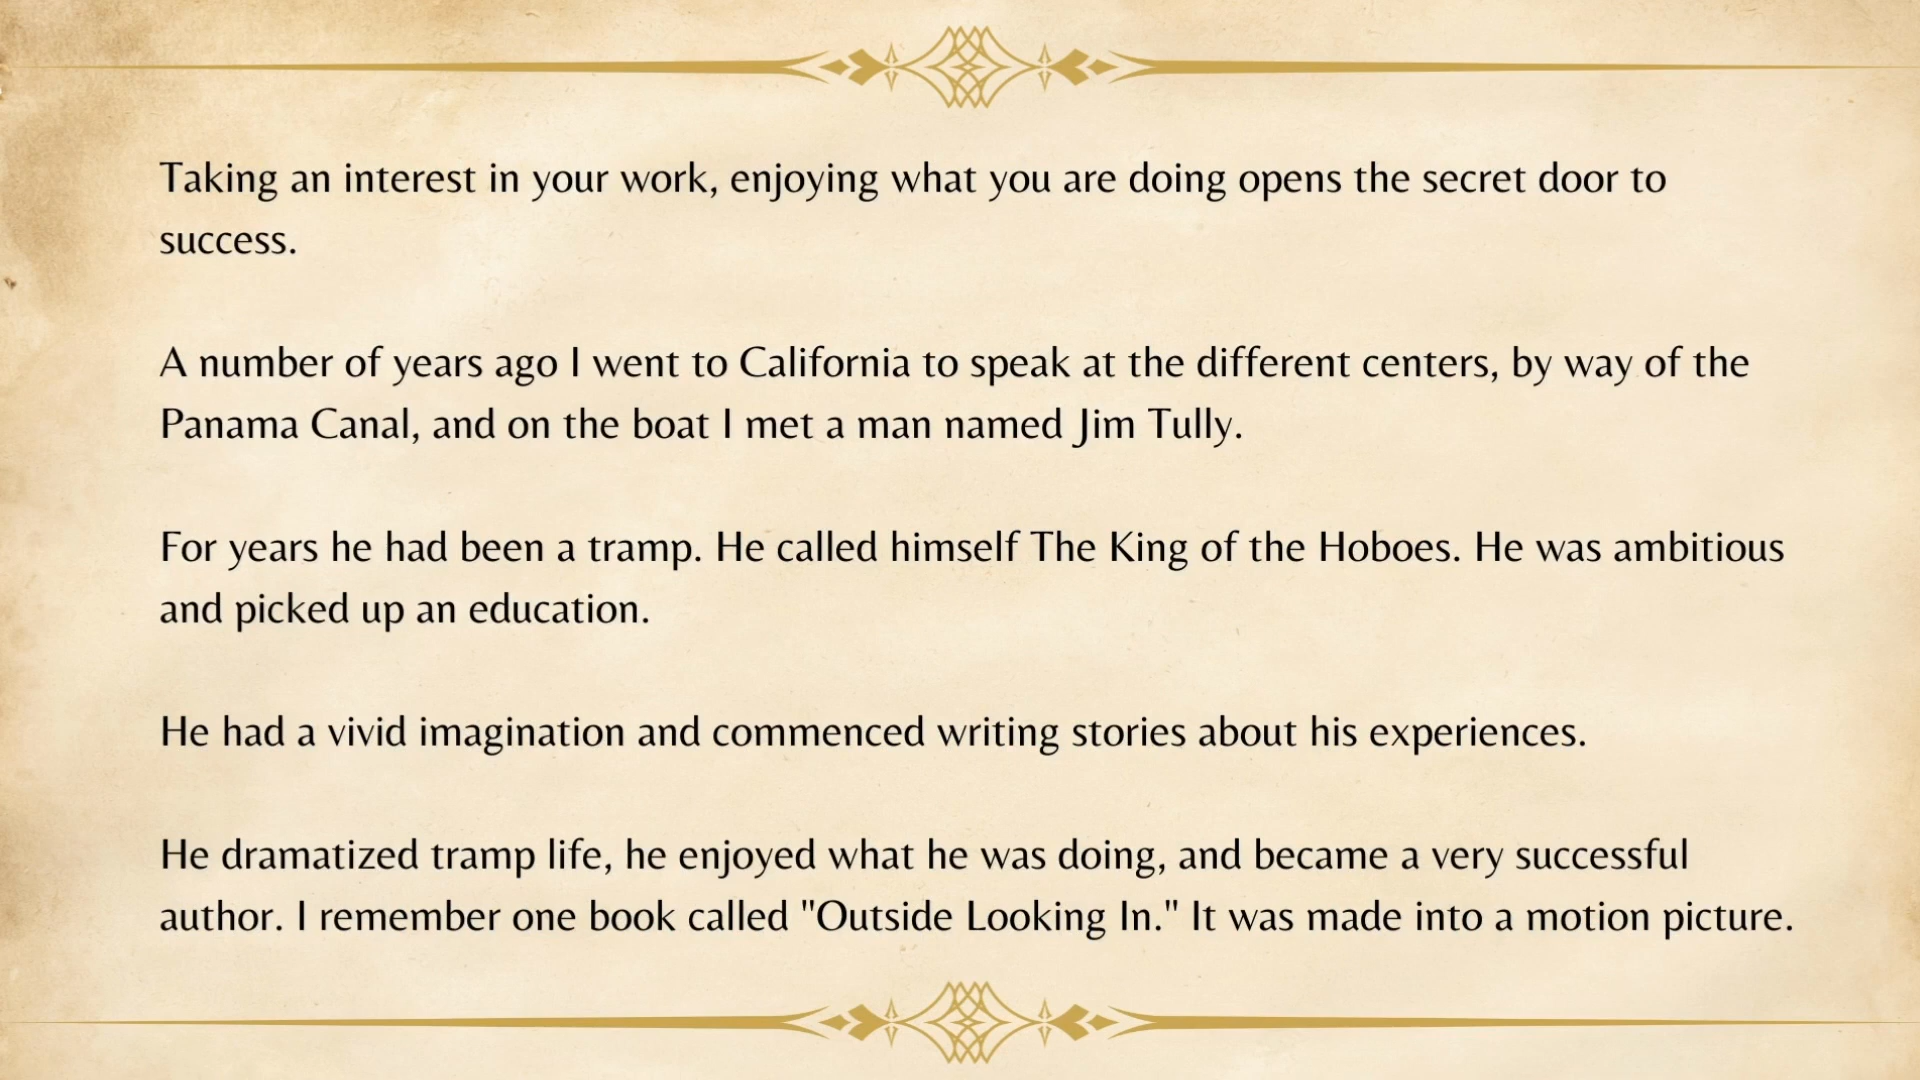 Taking an interest in your work, enjoying what you are doing opens the secret door to
success.
A number of years ago I went to California to speak at the different centers, by way of the
Panama Canal, and on the boat I met a man named Jim Tully.
For years he had been a tramp. He called himself The King of the Hoboes. He was ambitious
and picked up an education.
He had a vivid imagination and commenced writing stories about his experiences.
He dramatized tramp life, he enjoyed what he was doing, and became a very successful
author. I remember one book called "Outside Looking In." It was made into a motion picture.